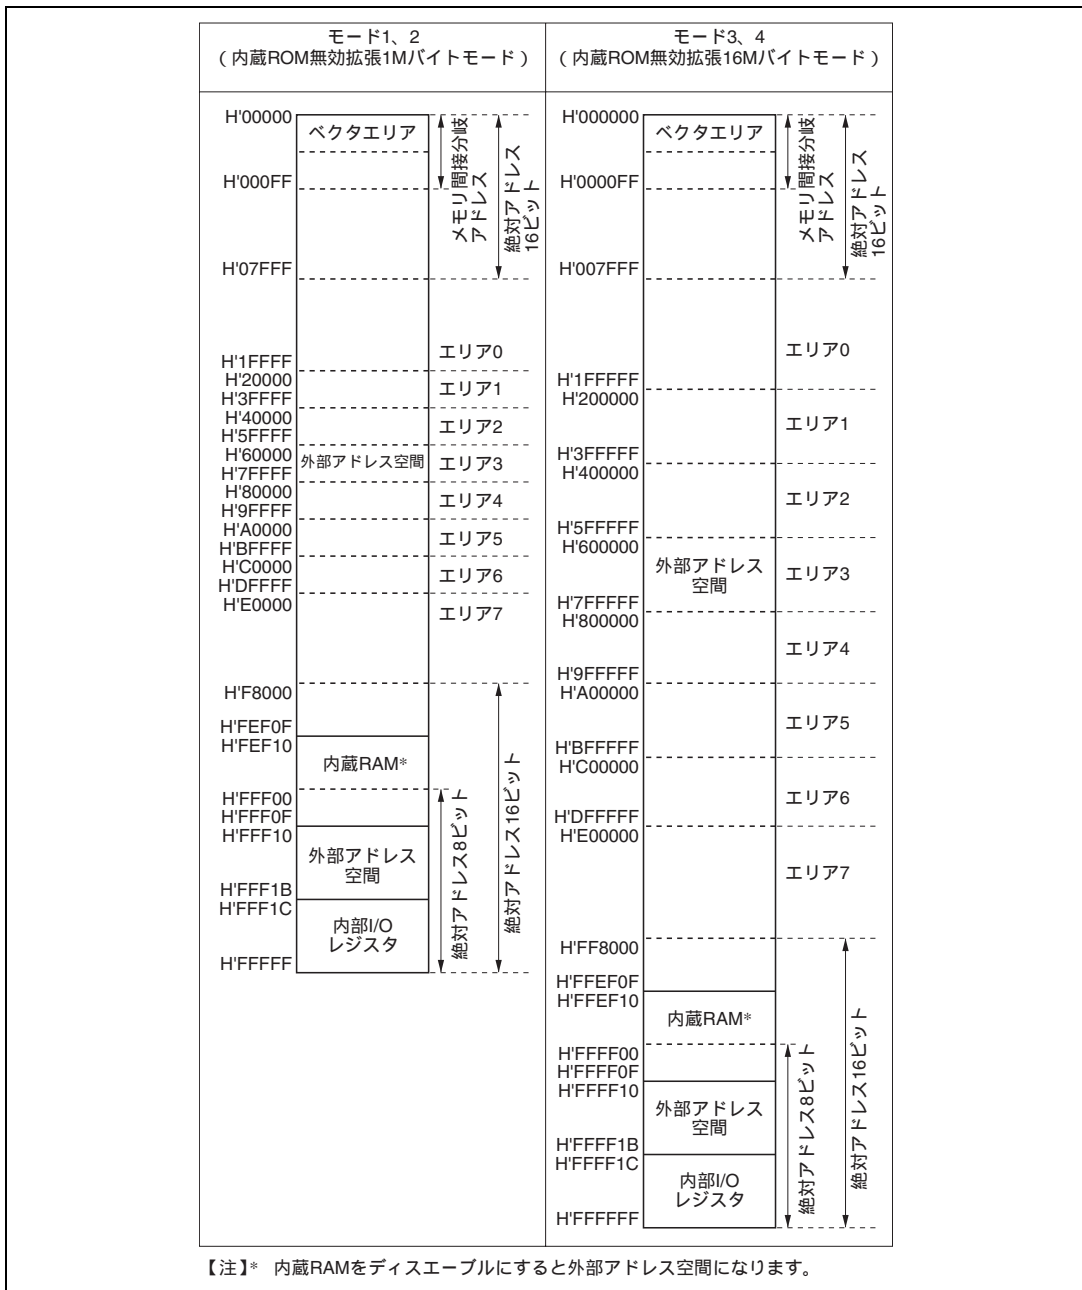 モード1、2
（内蔵ROM無効拡張1Mバイトモード）
H'00000
ベクタエリア
H'000FF
H'07FFF
メモリ間接分岐
アドレス
絶対アドレス
16ビット
H'1FFFF
H'20000
H'3FFFF
H'40000
H'5FFFF
H'60000
H'7FFFF
H'80000
H'9FFFF
H'A0000
H'BFFFF
H'C0000
H'DFFFF
H'E0000
外部アドレス空間
エリア0
エリア1
エリア2
エリア3
エリア4
エリア5
エリア6
エリア7
H'F8000
H'FEF0F
H'FEF10
内蔵RAM*
H'FFF00
H'FFF0F
H'FFF10
外部アドレス
空間
H'FFF1B
H'FFF1C
内部I/O
レジスタ
H'FFFFF
絶対アドレス8ビット
絶対アドレス16ビット
モード3、4
（内蔵ROM無効拡張16Mバイトモード）
H'000000
ベクタエリア
H'0000FF
H'007FFF
メモリ間接分岐
アドレス
絶対アドレス
16ビット
H'1FFFFF
H'200000
H'3FFFFF
H'400000
H'5FFFFF
H'600000
外部アドレス
空間
H'7FFFFF
H'800000
H'9FFFFF
H'A00000
H'BFFFFF
H'C00000
H'DFFFFF
H'E00000
エリア0
エリア1
エリア2
エリア3
エリア4
エリア5
エリア6
エリア7
H'FF8000
H'FFEF0F
H'FFEF10
内蔵RAM*
H'FFFF00
H'FFFF0F
H'FFFF10
外部アドレス
空間
H'FFFF1B
H'FFFF1C
内部I/O
レジスタ
H'FFFFFF
絶対アドレス8ビット
絶対アドレス16ビット
【注】* 内蔵RAMをディスエーブルにすると外部アドレス空間になります。